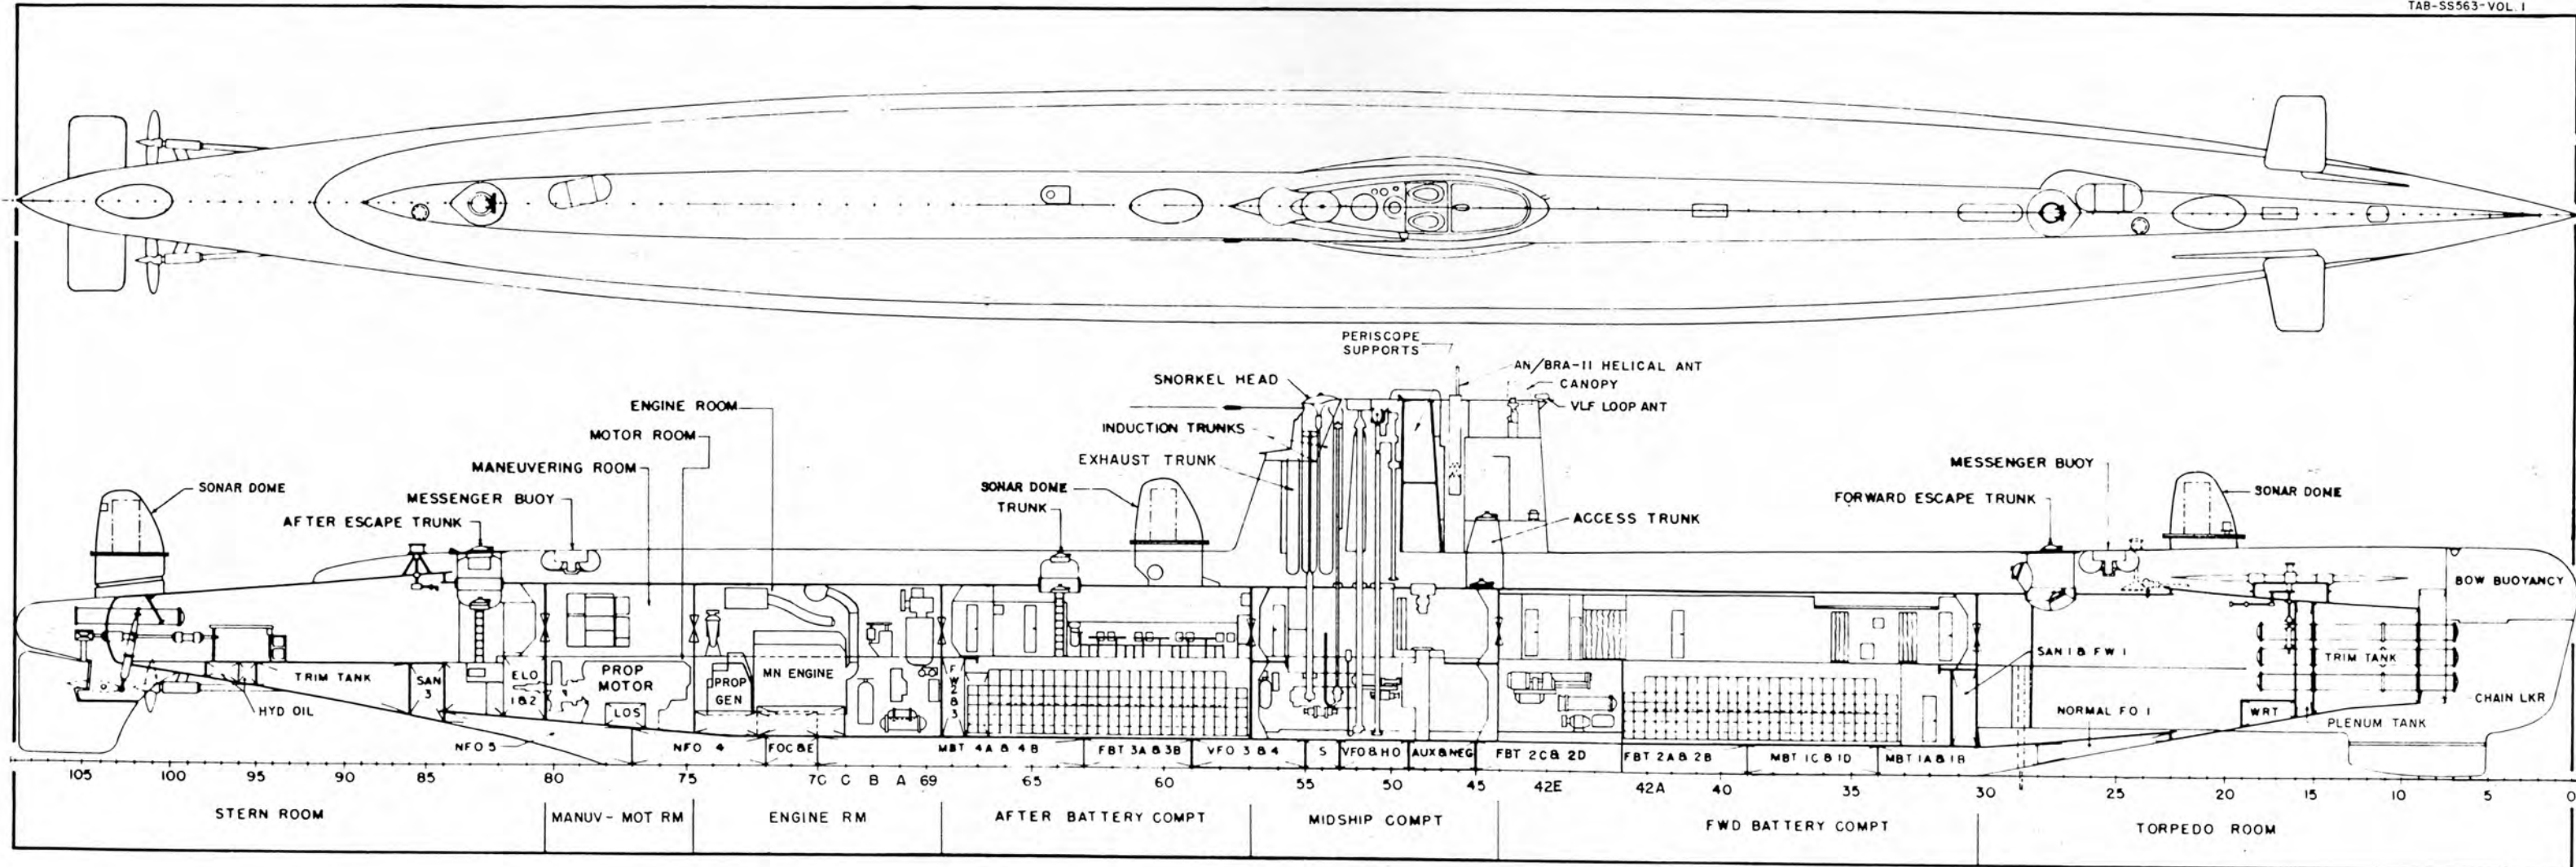 TAB-SS563-VOL. I
PERISCOPE
SUPPORTS
AN/BRA-II HELICAL ANT
SNORKEL HEAD
CANOPY
VLF LOOP ANT
ENGINE ROOM
INDUCTION TRUNKS
MOTOR ROOM
EXHAUST TRUNK
MANEUVERING ROOM
MESSENGER BUOY
SONAR DOME
MESSENGER BUOY
SONAR DOME
TRUNK
FORWARD ESCAPE TRUNK
SONAR DOME
AFTER ESCAPE TRUNK
ACCESS TRUNK
BOW BUOYANCY
SAN 1 & FW 1
TRIM TANK
TRIM TANK
SAN
3
ELO
1&2
PROP
MOTOR
PROP
GEN
MN ENGINE
F
W
2
&
3
CHAIN LKR
HYD OIL
LOS
NORMAL FO 1
WRT
PLENUM TANK
NFO 5
NFO 4
FOC&E
MBT 4A & 4B
FBT 3A & 3B
VFO 3 & 4
S
VFO & HO
AUX & NEG
FBT 2C & 2D
FBT 2A & 2B
MBT 1C & 1D
MBT 1A & 1B
105 100 95 90 85 80 75 70 C B A 69 65 60 55 50 45 42E 42A 40 35 30 25 20 15 10 5 0
STERN ROOM
MANUV - MOT RM
ENGINE RM
AFTER BATTERY COMPT
MIDSHIP COMPT
FWD BATTERY COMPT
TORPEDO ROOM